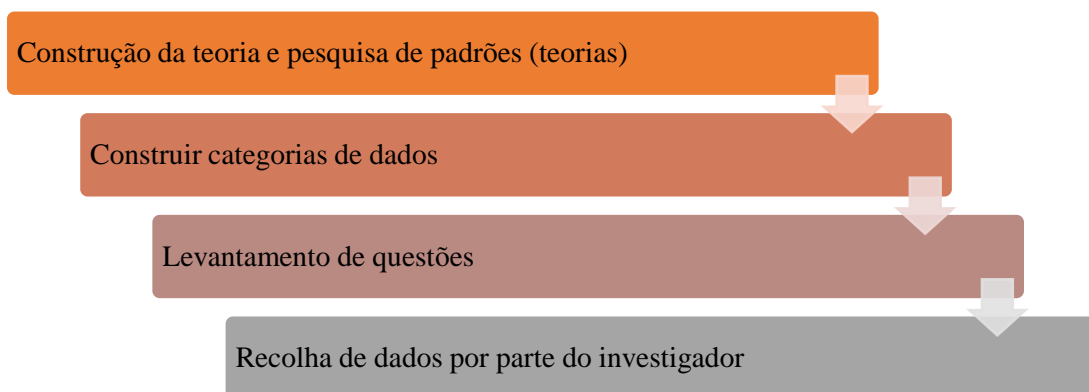 Construção da teoria e pesquisa de padrões (teorias)
Construir categorias de dados
Levantamento de questões
Recolha de dados por parte do investigador